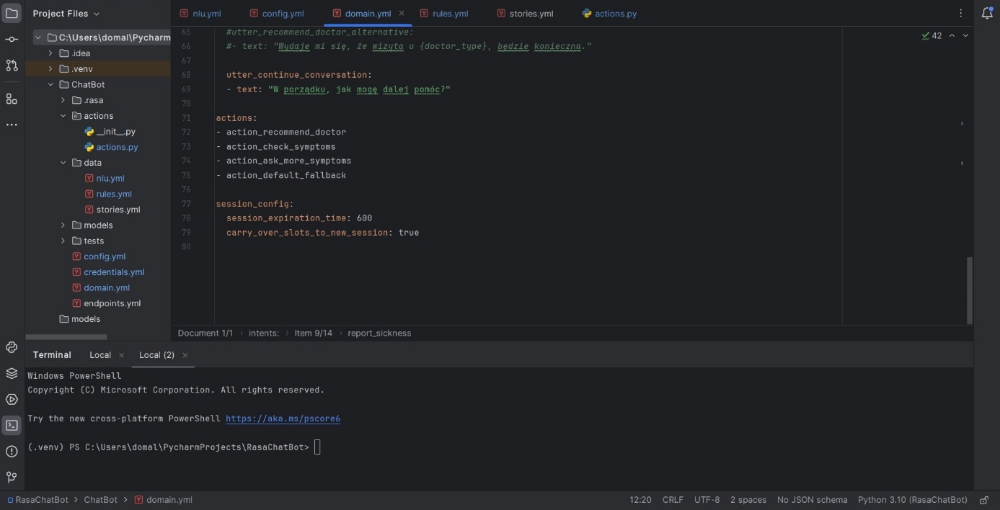 Project Files
nlu.yml
config.yml
domain.yml
rules.yml
stories.yml
actions.py
C:\Users\domal\Pycharm
.idea
.venv
ChatBot
.rasa
actions
__init__.py
actions.py
data
nlu.yml
rules.yml
stories.yml
models
tests
config.yml
credentials.yml
domain.yml
endpoints.yml
models
42
65 #utter_recommend_doctor_alternative:
66 #- text: "Wydaje mi się, że wizyta u {doctor_type}, będzie konieczna."
67
68 utter_continue_conversation:
69 - text: "W porządku, jak mogę dalej pomóc?"
70
71 actions:
72 - action_recommend_doctor
73 - action_check_symptoms
74 - action_ask_more_symptoms
75 - action_default_fallback
76
77 session_config:
78 session_expiration_time: 600
79 carry_over_slots_to_new_session: true
80
Document 1/1 › intents: › Item 9/14 › report_sickness
Terminal Local Local (2)
Windows PowerShell
Copyright (C) Microsoft Corporation. All rights reserved.
Try the new cross-platform PowerShell https://aka.ms/pscore6
(.venv) PS C:\Users\domal\PycharmProjects\RasaChatBot>
RasaChatBot > ChatBot > domain.yml
12:20 CRLF UTF-8 2 spaces No JSON schema Python 3.10 (RasaChatBot)